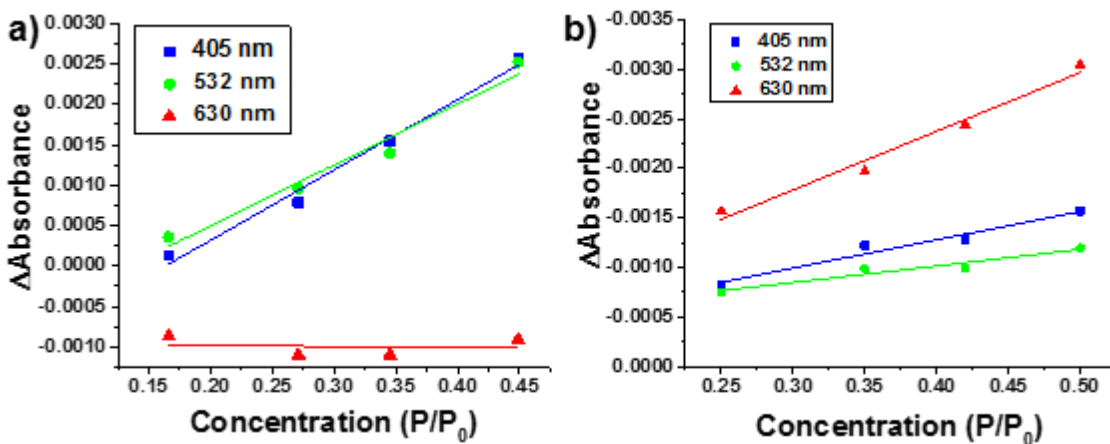 a)
0.0030
0.0025
0.0020
0.0015
0.0010
0.0005
0.0000
-0.0005
-0.0010
ΔAbsorbance
405 nm
532 nm
630 nm
0.15 0.20 0.25 0.30 0.35 0.40 0.45
Concentration (P/P₀)
b)
-0.0035
-0.0030
-0.0025
-0.0020
-0.0015
-0.0010
-0.0005
0.0000
ΔAbsorbance
405 nm
532 nm
630 nm
0.25 0.30 0.35 0.40 0.45 0.50
Concentration (P/P₀)